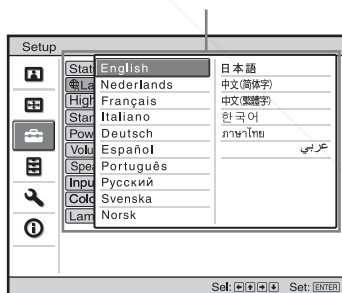 Setup
Stat
La
High
Stan
Pow
Volu
Spea
Inpu
Colo
Lam
English
Nederlands
Français
Italiano
Deutsch
Español
Português
Русский
Svenska
Norsk
日本語
中文(简体字)
中文(繁體字)
한국어
ภาษาไทย
عربي
Sel: Set: ENTER